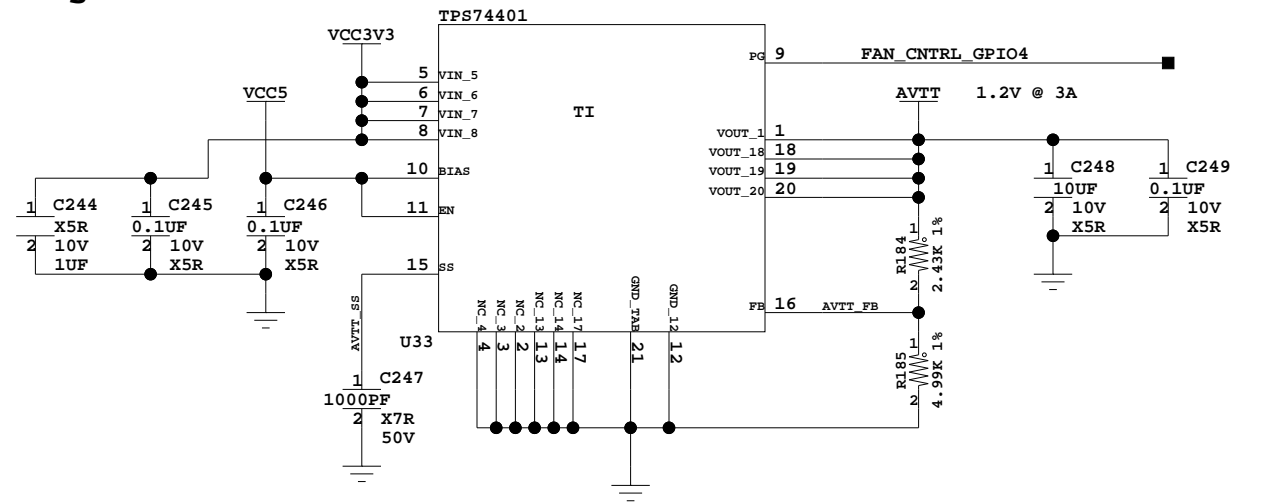 TPS74401
VCC3V3
VCC5
5 VIN_5
6 VIN_6
7 VIN_7
8 VIN_8
10 BIAS
11 EN
15 SS
TI
PG 9 FAN_CNTRL_GPIO4
AVTT 1.2V @ 3A
VOUT_1 1
VOUT_18 18
VOUT_19 19
VOUT_20 20
FB 16 AVTT_FB
1 C244
X5R
2 10V
1UF
1 C245
0.1UF
2 10V
X5R
1 C246
0.1UF
2 10V
X5R
1 C248
10UF
2 10V
X5R
1 C249
0.1UF
2 10V
X5R
1
R184
2.43K 1%
2
1
R185
4.99K 1%
2
AVTT_SS
U33
1 C247
1000PF
2 X7R
50V
NC_4 4
NC_3 3
NC_2 2
NC_13 13
NC_14 14
NC_17 17
GND_TAB 21
GND_12 12